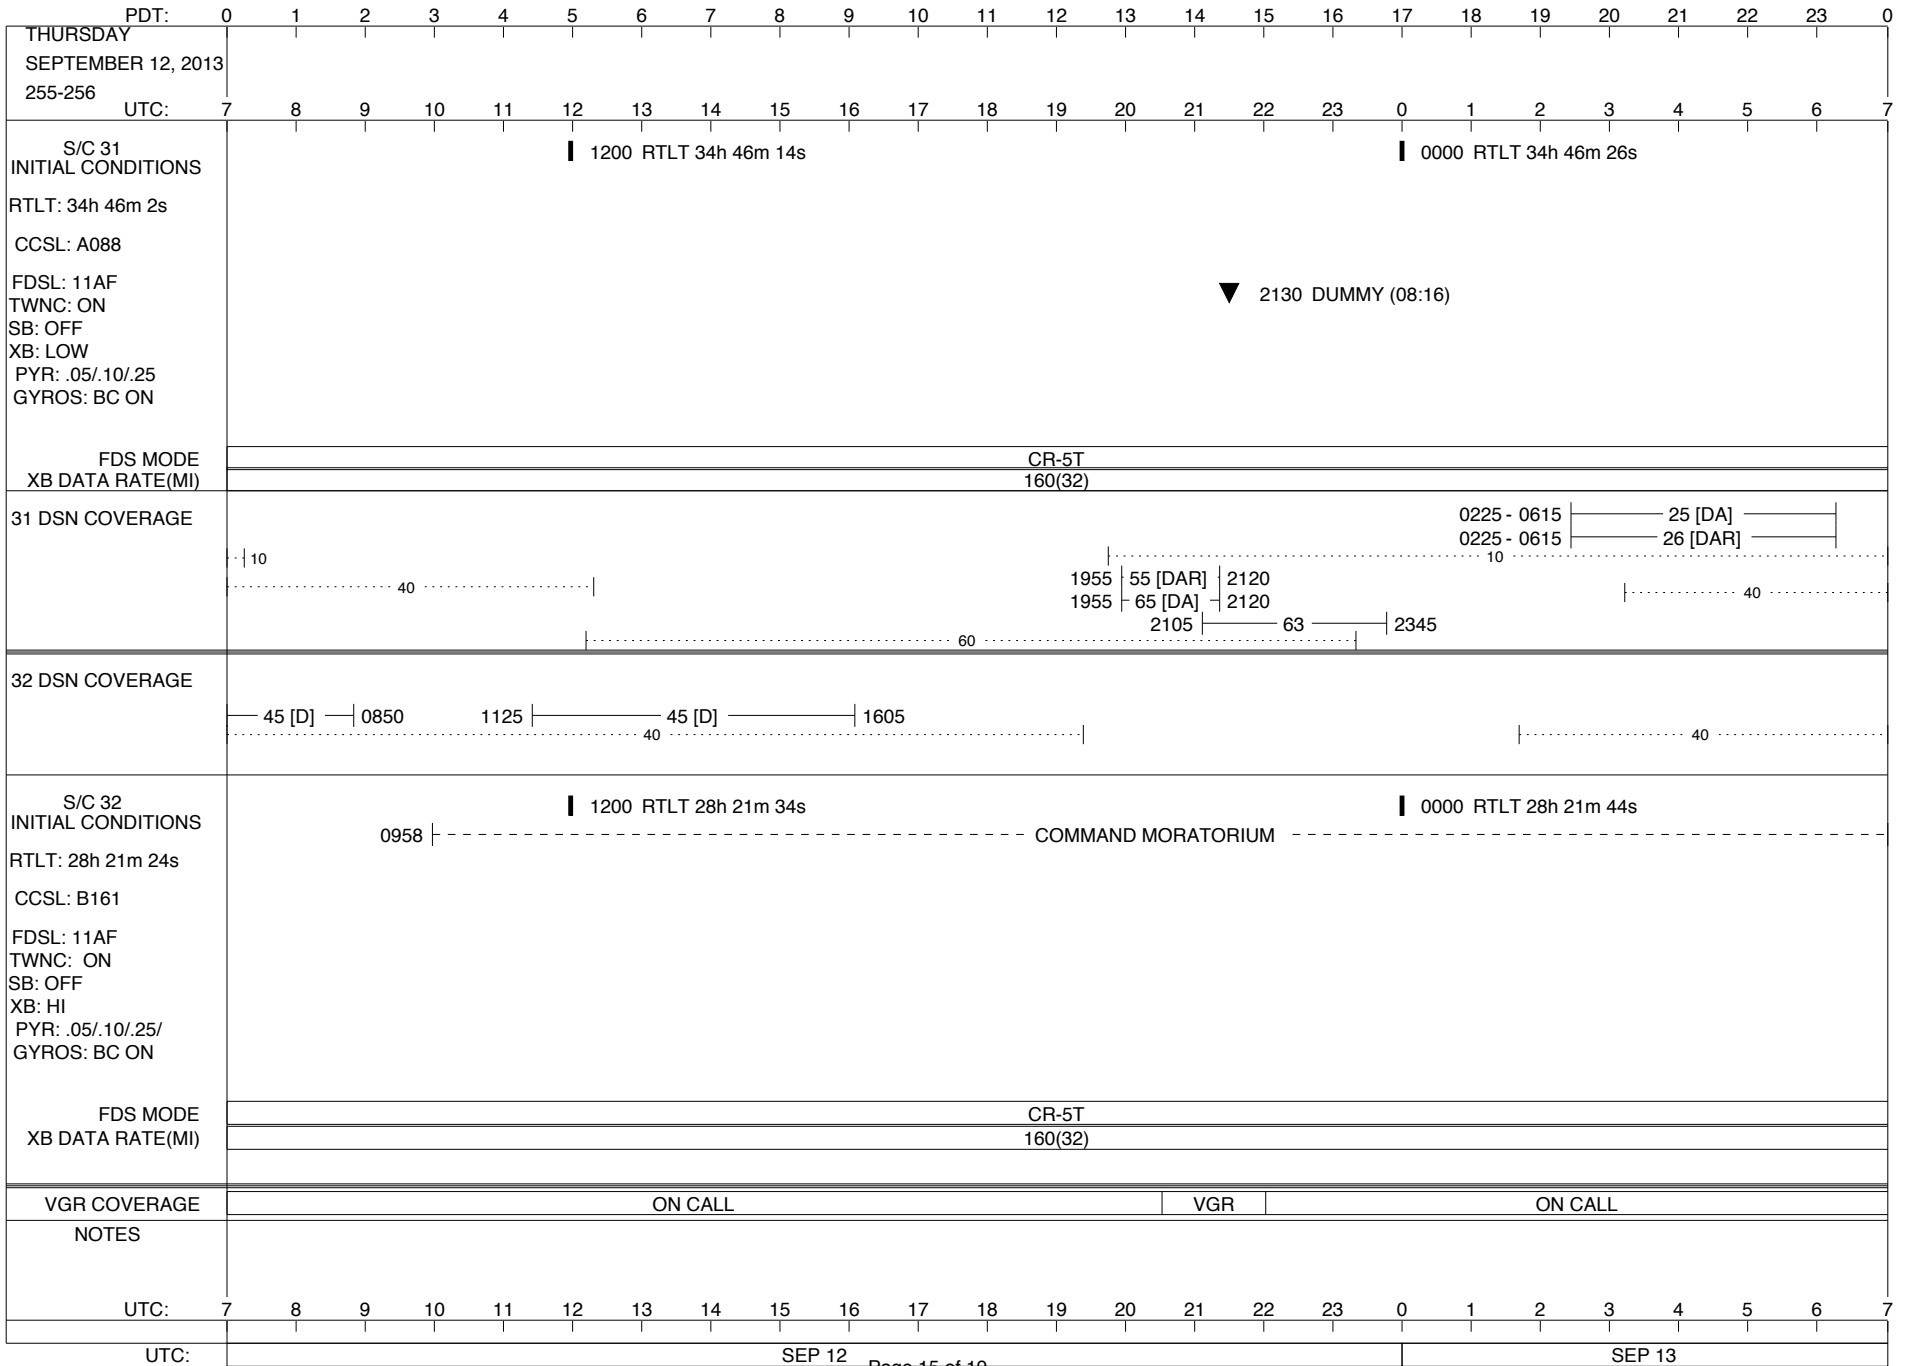 PDT: 0 1 2 3 4 5 6 7 8 9 10 11 12 13 14 15 16 17 18 19 20 21 22 23 0
THURSDAY
SEPTEMBER 12, 2013
255-256
UTC: 7 8 9 10 11 12 13 14 15 16 17 18 19 20 21 22 23 0 1 2 3 4 5 6 7
S/C 31
INITIAL CONDITIONS
1200 RTLT 34h 46m 14s
0000 RTLT 34h 46m 26s
RTLT: 34h 46m 2s
CCSL: A088
FDSL: 11AF
TWNC: ON
SB: OFF
XB: LOW
PYR: .05/.10/.25
GYROS: BC ON
2130 DUMMY (08:16)
FDS MODE CR-5T
XB DATA RATE(MI) 160(32)
31 DSN COVERAGE
0225 - 0615 25 [DA]
0225 - 0615 26 [DAR]
10 10
40 1955 55 [DAR] 2120 40
1955 65 [DA] 2120
2105 63 2345
60
32 DSN COVERAGE
45 [D] 0850 1125 45 [D] 1605
40 40
S/C 32
INITIAL CONDITIONS
1200 RTLT 28h 21m 34s
0000 RTLT 28h 21m 44s
0958 COMMAND MORATORIUM
RTLT: 28h 21m 24s
CCSL: B161
FDSL: 11AF
TWNC: ON
SB: OFF
XB: HI
PYR: .05/.10/.25/
GYROS: BC ON
FDS MODE CR-5T
XB DATA RATE(MI) 160(32)
VGR COVERAGE ON CALL VGR ON CALL
NOTES
UTC: 7 8 9 10 11 12 13 14 15 16 17 18 19 20 21 22 23 0 1 2 3 4 5 6 7
UTC: SEP 12 SEP 13
Page 15 of 19